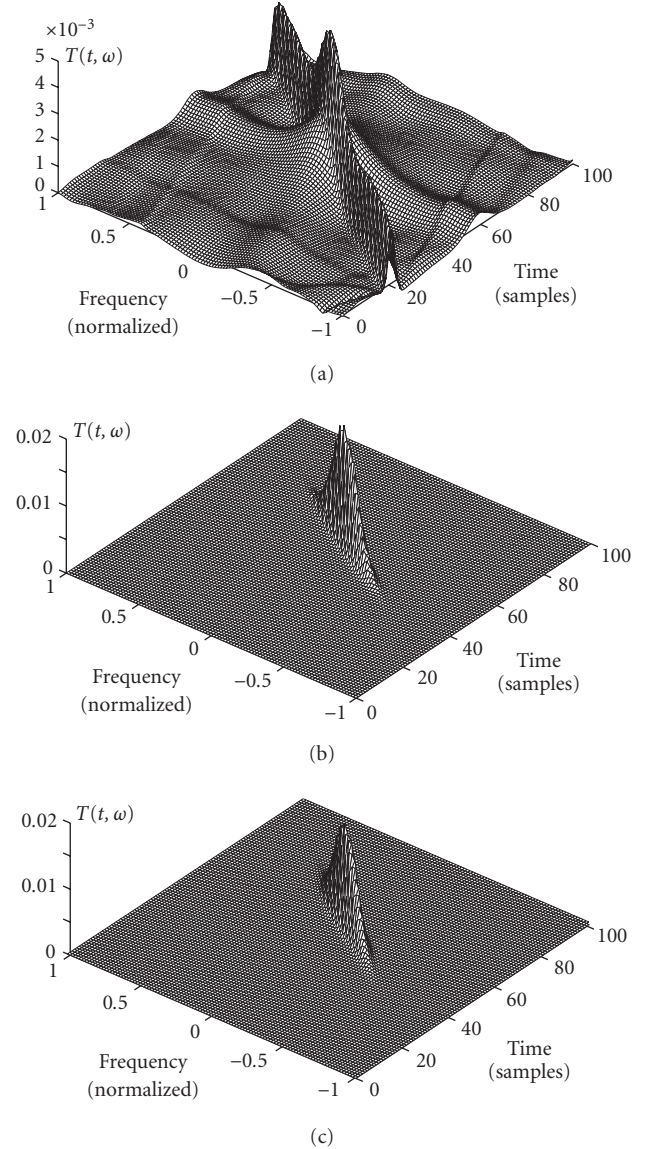 ×10−3
T(t, ω)
5
4
3
2
1
0
1
0.5
0
−0.5
−1
0
20
40
60
80
100
Frequency
(normalized)
Time
(samples)
(a)
T(t, ω)
0.02
0.01
0
1
0.5
0
−0.5
−1
0
20
40
60
80
100
Frequency
(normalized)
Time
(samples)
(b)
T(t, ω)
0.02
0.01
0
1
0.5
0
−0.5
−1
0
20
40
60
80
100
Frequency
(normalized)
Time
(samples)
(c)